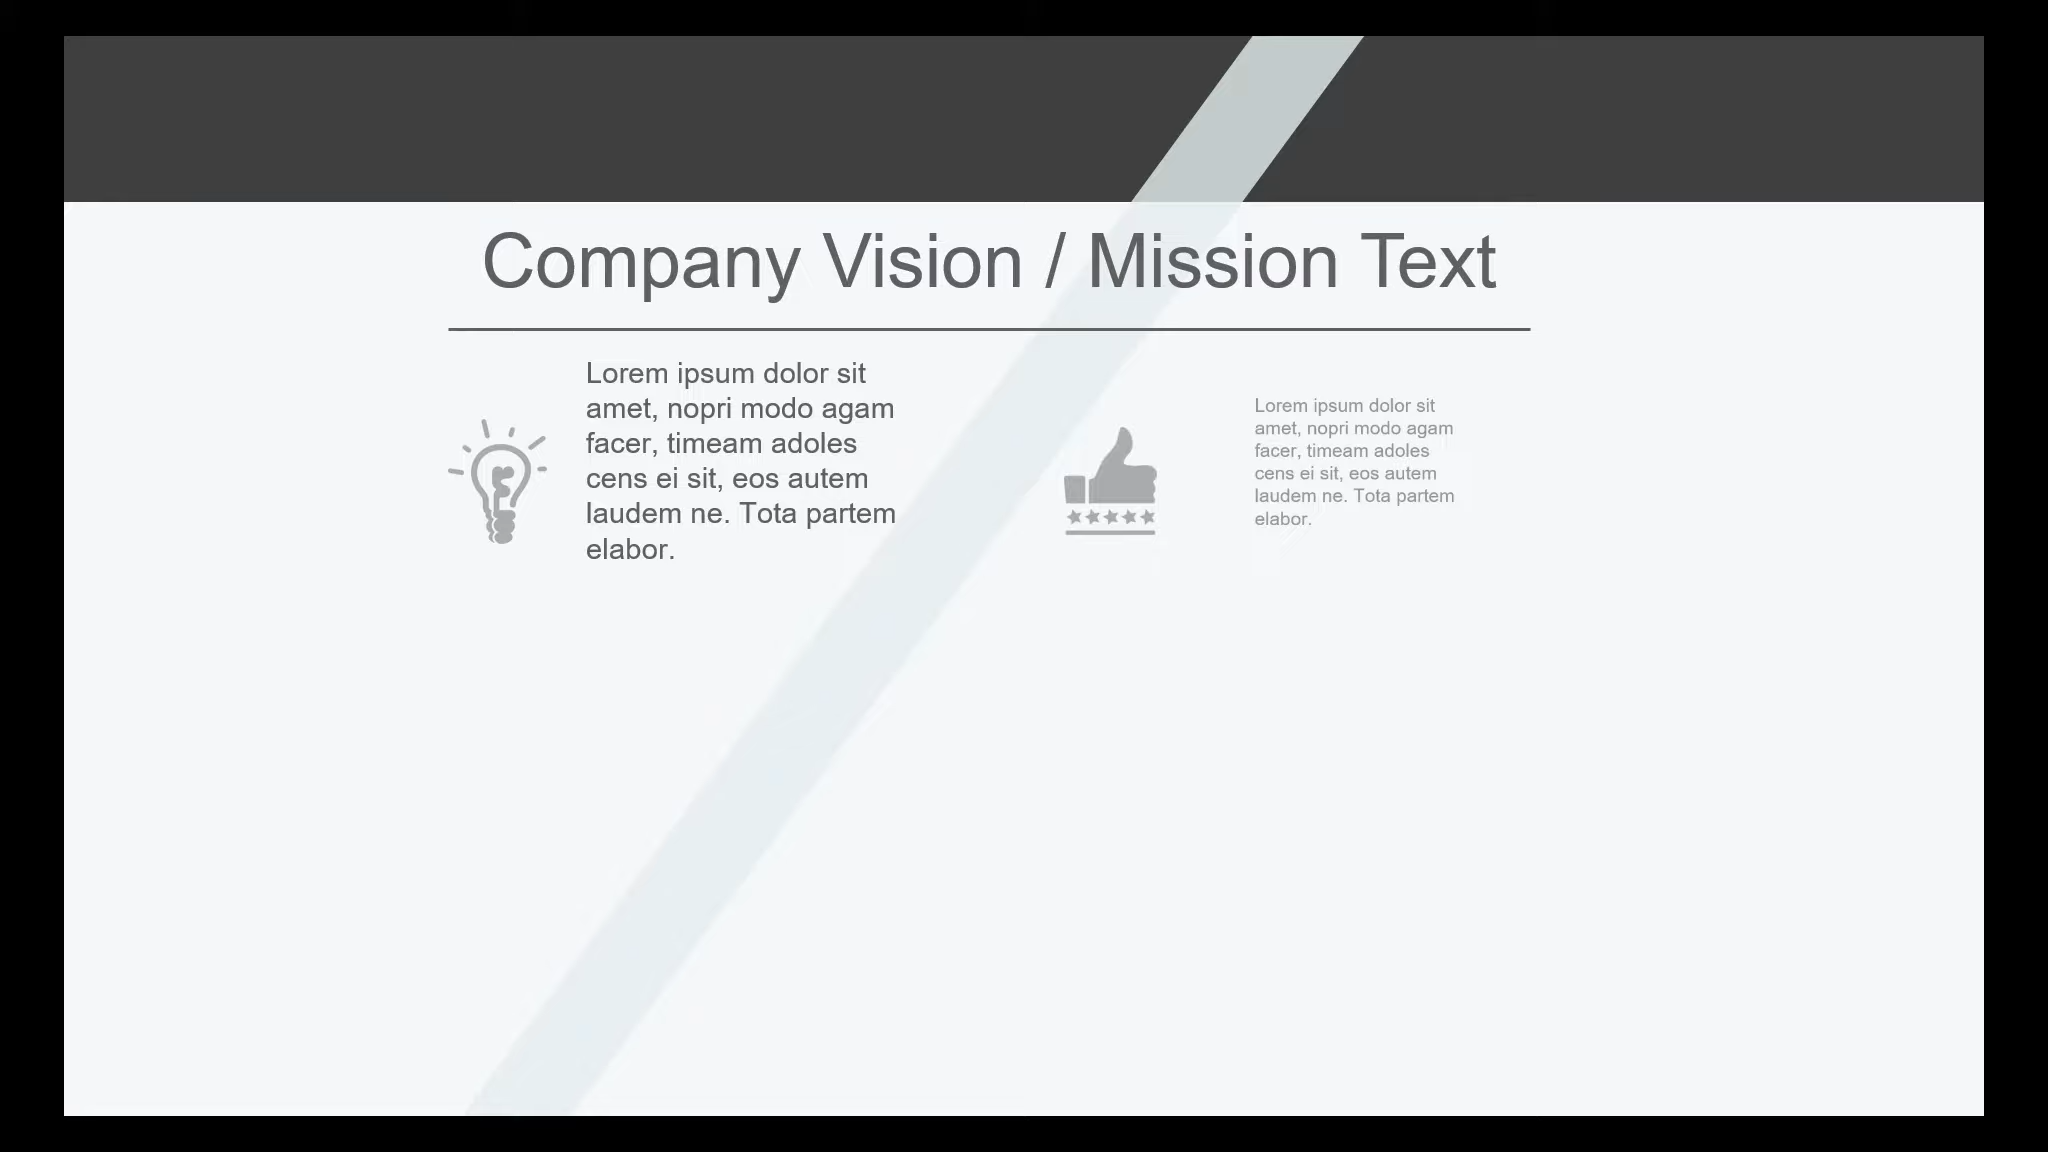 Company Vision / Mission Text
Lorem ipsum dolor sit
amet, nopri modo agam
facer, timeam adoles
cens ei sit, eos autem
laudem ne. Tota partem
elabor.
Lorem ipsum dolor sit
amet, nopri modo agam
facer, timeam adoles
cens ei sit, eos autem
laudem ne. Tota partem
elabor.